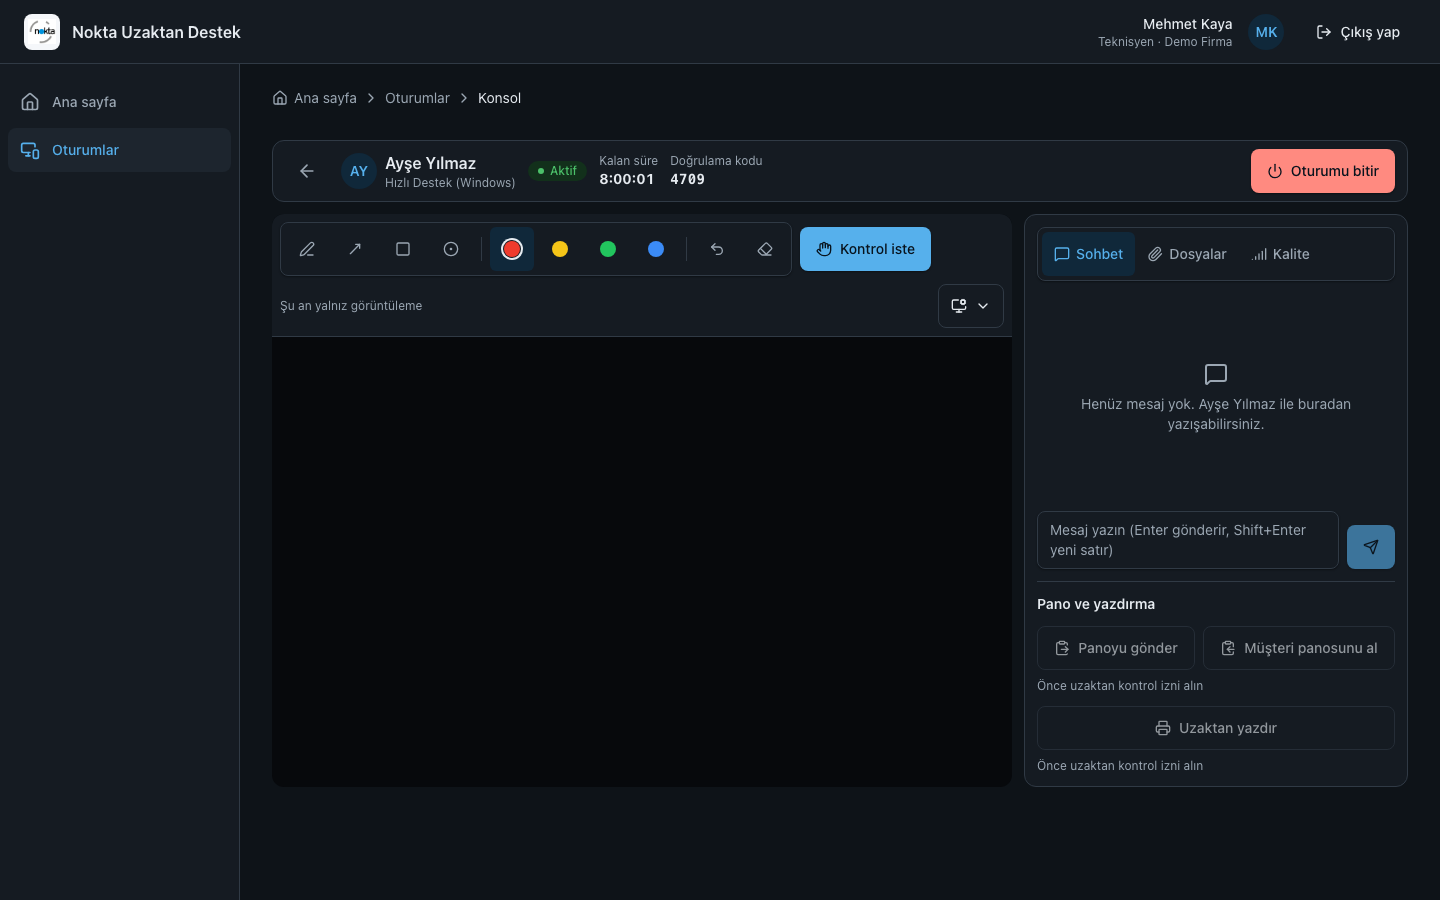 nokta
Nokta Uzaktan Destek
Mehmet Kaya
Teknisyen · Demo Firma
MK
Çıkış yap
Ana sayfa
Oturumlar
Ana sayfa
Oturumlar
Konsol
AY
Ayşe Yılmaz
Hızlı Destek (Windows)
Aktif
Kalan süre
8:00:01
Doğrulama kodu
4709
Oturumu bitir
Kontrol iste
Şu an yalnız görüntüleme
Sohbet
Dosyalar
Kalite
Henüz mesaj yok. Ayşe Yılmaz ile buradan
yazışabilirsiniz.
Mesaj yazın (Enter gönderir, Shift+Enter
yeni satır)
Pano ve yazdırma
Panoyu gönder
Müşteri panosunu al
Önce uzaktan kontrol izni alın
Uzaktan yazdır
Önce uzaktan kontrol izni alın